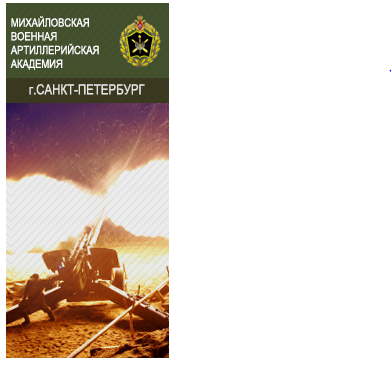 МИХАЙЛОВСКАЯ
ВОЕННАЯ
АРТИЛЛЕРИЙСКАЯ
АКАДЕМИЯ
г.САНКТ-ПЕТЕРБУРГ